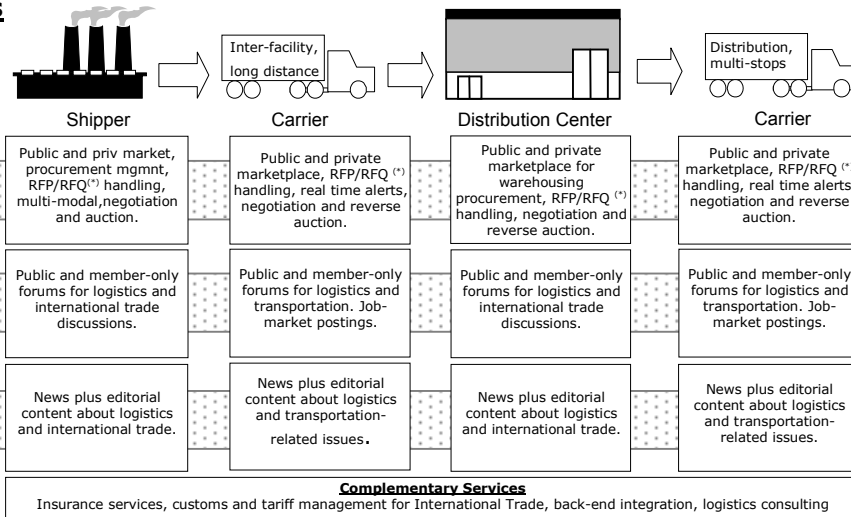 s
Inter-facility,
long distance
Distribution,
multi-stops
Shipper
Carrier
Distribution Center
Carrier
Public and priv market,
procurement mgmnt,
RFP/RFQ(*) handling,
multi-modal,negotiation
and auction.
Public and private
marketplace, RFP/RFQ (*)
handling, real time alerts,
negotiation and reverse
auction.
Public and private
marketplace for
warehousing
procurement, RFP/RFQ (*)
handling, negotiation and
reverse auction.
Public and private
marketplace, RFP/RFQ (*)
handling, real time alerts,
negotiation and reverse
auction.
Public and member-only
forums for logistics and
international trade
discussions.
Public and member-only
forums for logistics and
transportation. Job-
market postings.
Public and member-only
forums for logistics and
international trade
discussions.
Public and member-only
forums for logistics and
transportation. Job-
market postings.
News plus editorial
content about logistics
and international trade.
News plus editorial
content about logistics
and transportation-
related issues.
News plus editorial
content about logistics
and international trade.
News plus editorial
content about logistics
and transportation-
related issues.
Complementary Services
Insurance services, customs and tariff management for International Trade, back-end integration, logistics consulting